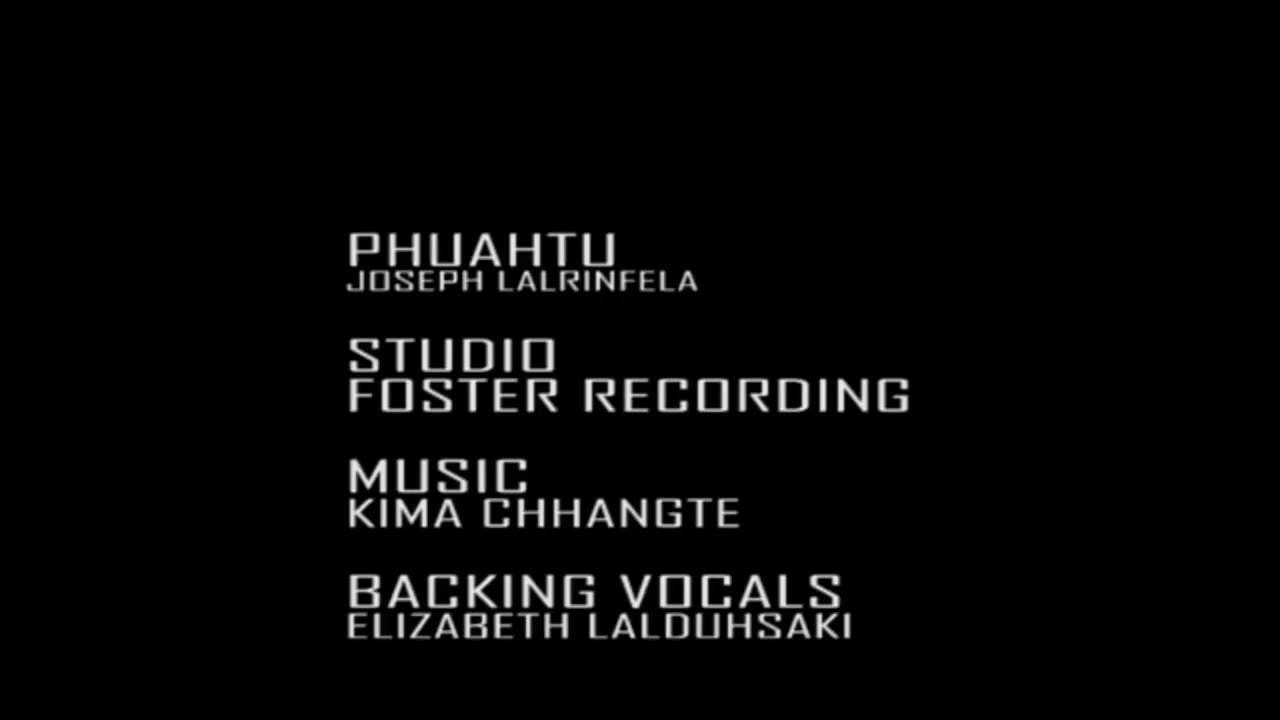 PHUAHTU
JOSEPH LALRINFELA
STUDIO
FOSTER RECORDING
MUSIC
KIMA CHHANGTE
BACKING VOCALS
ELIZABETH LALDUHSAKI